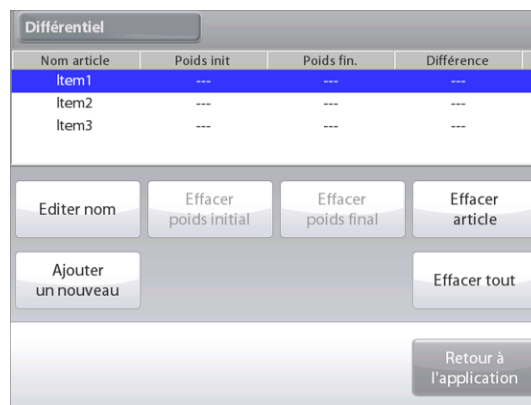 Différentiel
Nom article Poids init Poids fin. Différence
Item1 --- --- ---
Item2 --- --- ---
Item3 --- --- ---
Editer nom
Effacer
poids initial
Effacer
poids final
Effacer
article
Ajouter
un nouveau
Effacer tout
Retour à
l'application